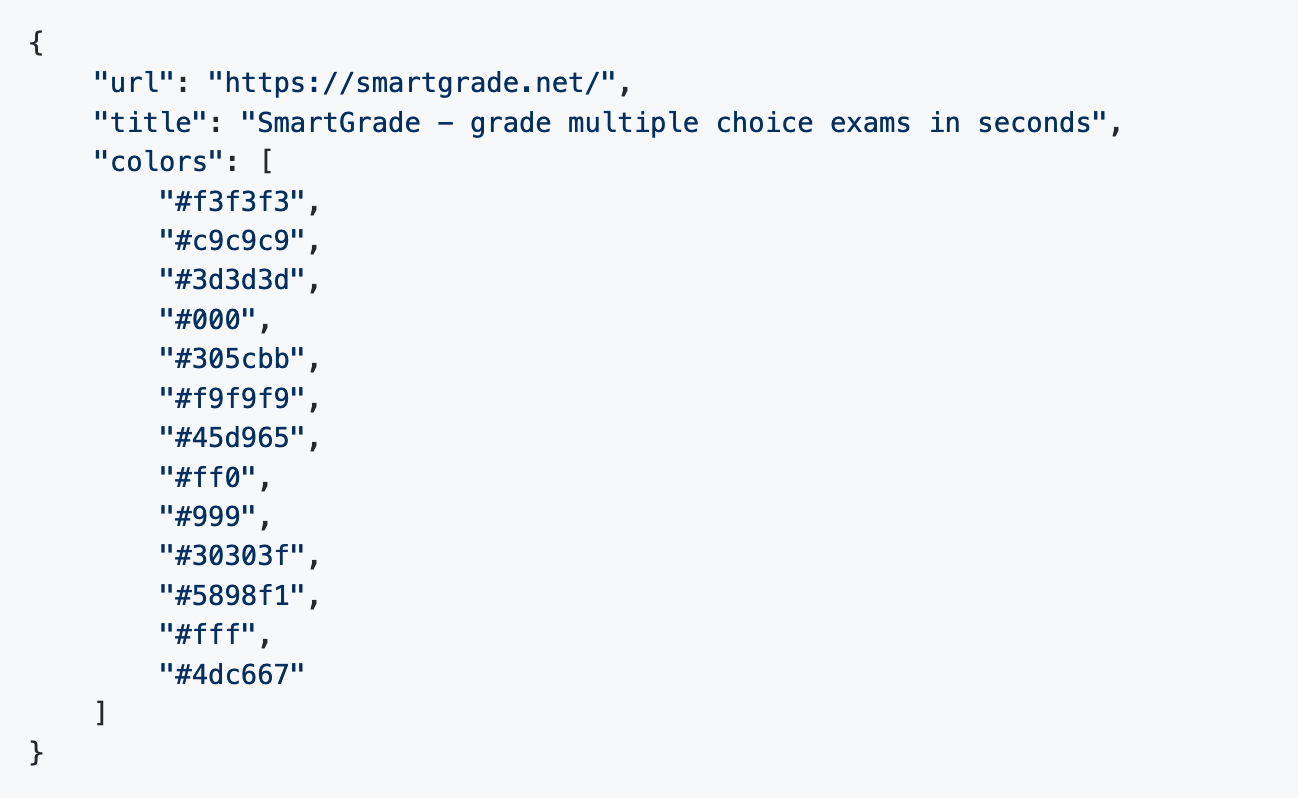 {
    "url": "https://smartgrade.net/",
    "title": "SmartGrade – grade multiple choice exams in seconds",
    "colors": [
        "#f3f3f3",
        "#c9c9c9",
        "#3d3d3d",
        "#000",
        "#305cbb",
        "#f9f9f9",
        "#45d965",
        "#ff0",
        "#999",
        "#30303f",
        "#5898f1",
        "#fff",
        "#4dc667"
    ]
}